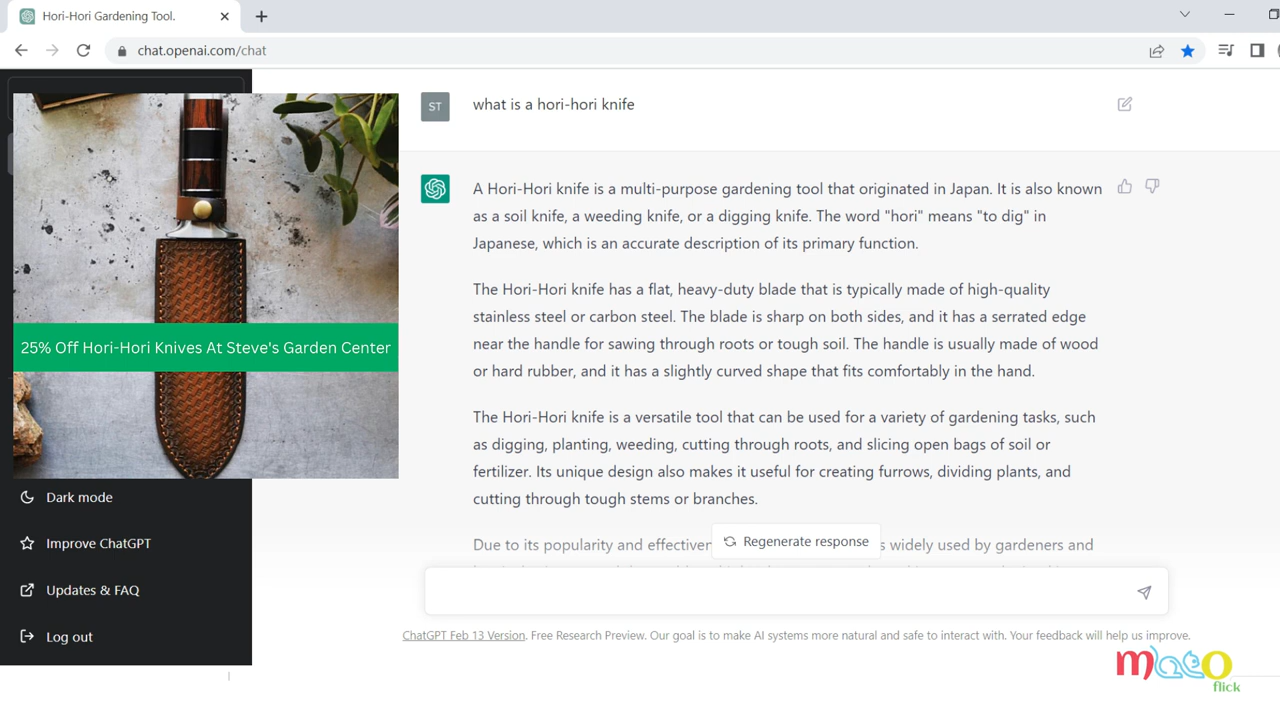 Hori-Hori Gardening Tool.
chat.openai.com/chat
ST
what is a hori-hori knife
A Hori-Hori knife is a multi-purpose gardening tool that originated in Japan. It is also known
as a soil knife, a weeding knife, or a digging knife. The word "hori" means "to dig" in
Japanese, which is an accurate description of its primary function.
The Hori-Hori knife has a flat, heavy-duty blade that is typically made of high-quality
stainless steel or carbon steel. The blade is sharp on both sides, and it has a serrated edge
near the handle for sawing through roots or tough soil. The handle is usually made of wood
or hard rubber, and it has a slightly curved shape that fits comfortably in the hand.
The Hori-Hori knife is a versatile tool that can be used for a variety of gardening tasks, such
as digging, planting, weeding, cutting through roots, and slicing open bags of soil or
fertilizer. Its unique design also makes it useful for creating furrows, dividing plants, and
cutting through tough stems or branches.
Due to its popularity and widely used by gardeners and
Regenerate response
25% Off Hori-Hori Knives At Steve's Garden Center
Dark mode
Improve ChatGPT
Updates & FAQ
Log out
ChatGPT Feb 13 Version. Free Research Preview. Our goal is to make AI systems more natural and safe to interact with. Your feedback will help us improve.
flick